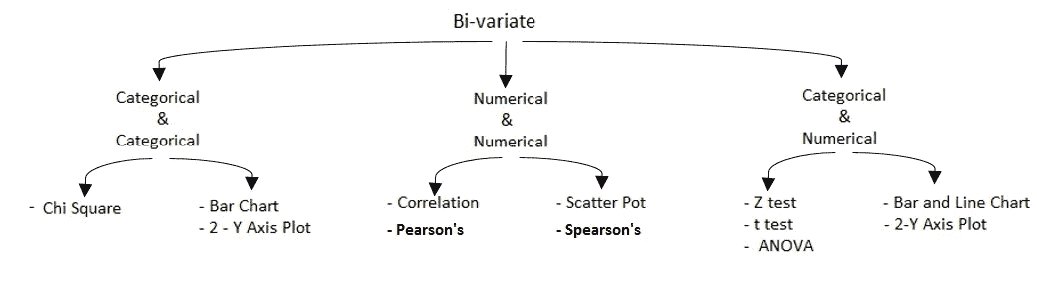 Bi-variate
Categorical
&
Categorical
Numerical
&
Numerical
Categorical
&
Numerical
- Chi Square
- Bar Chart
- 2 - Y Axis Plot
- Correlation
- Pearson's
- Scatter Pot
- Spearson's
- Z test
- t test
- ANOVA
- Bar and Line Chart
- 2-Y Axis Plot